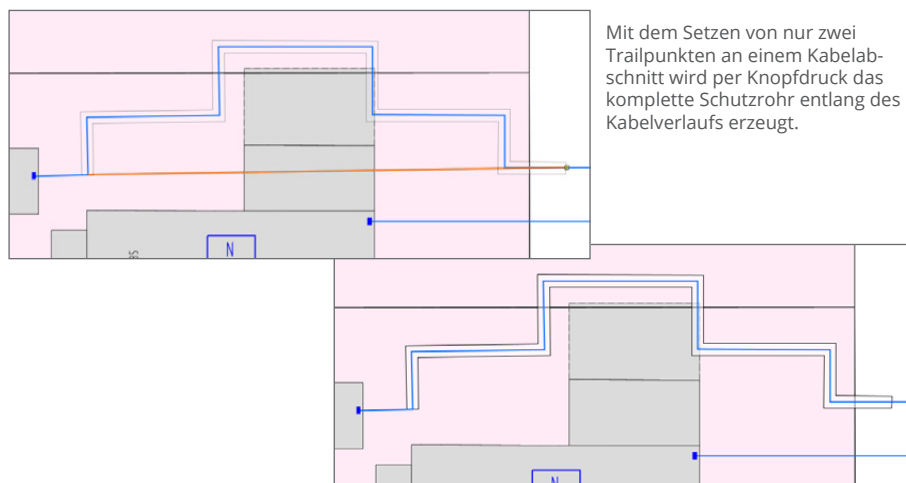 Mit dem Setzen von nur zwei
Trailpunkten an einem Kabelab-
schnitt wird per Knopfdruck das
komplette Schutzrohr entlang des
Kabelverlaufs erzeugt.
N
N